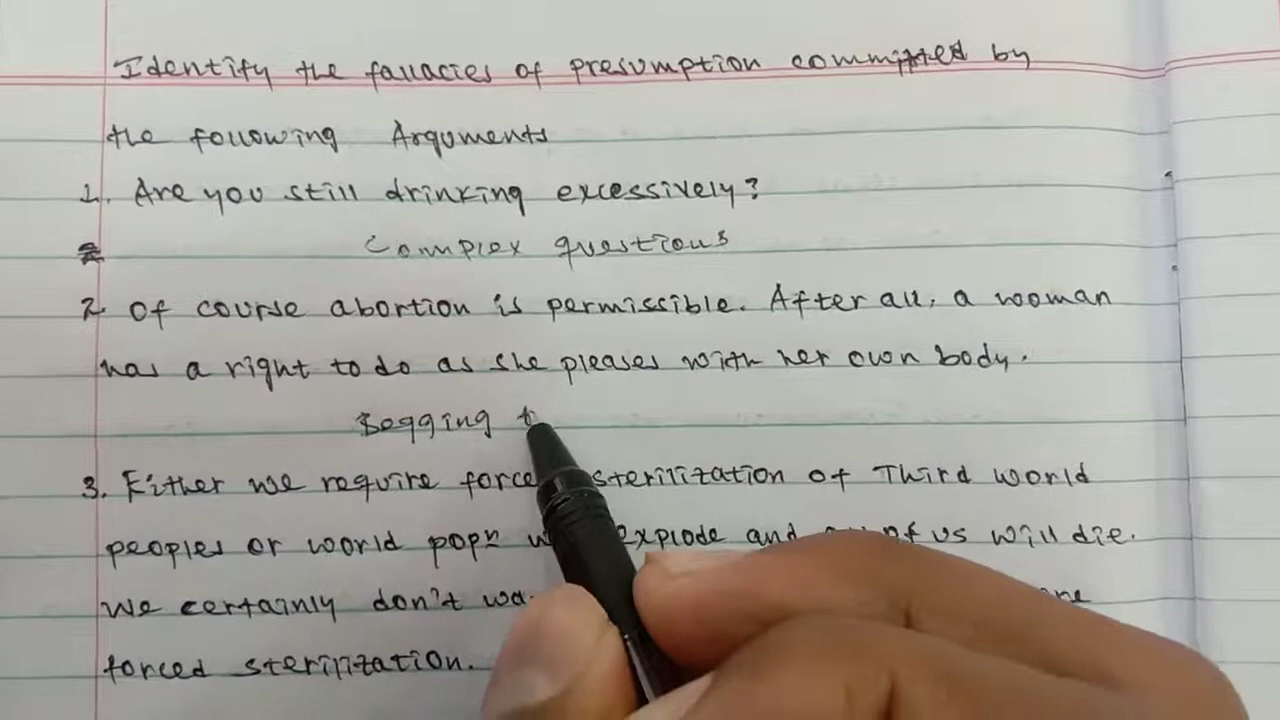 Identify the fallacies of presumption committed by
the following Arguments
1. Are you still drinking excessively?
Complex questions
2. Of course abortion is permissible. After all, a woman
has a right to do as she pleases with her own body.
Begging t
3. Either we require force sterilization of Third world
peoples or world popn explode and of us will die.
We certainly don't
forced sterilization.